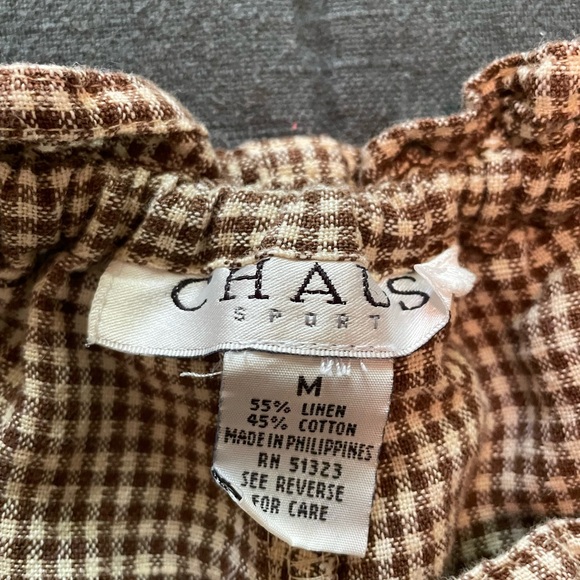 CHAUS
SPORT
M
55% LINEN
45% COTTON
MADE IN PHILIPPINES
RN 51323
SEE REVERSE
FOR CARE